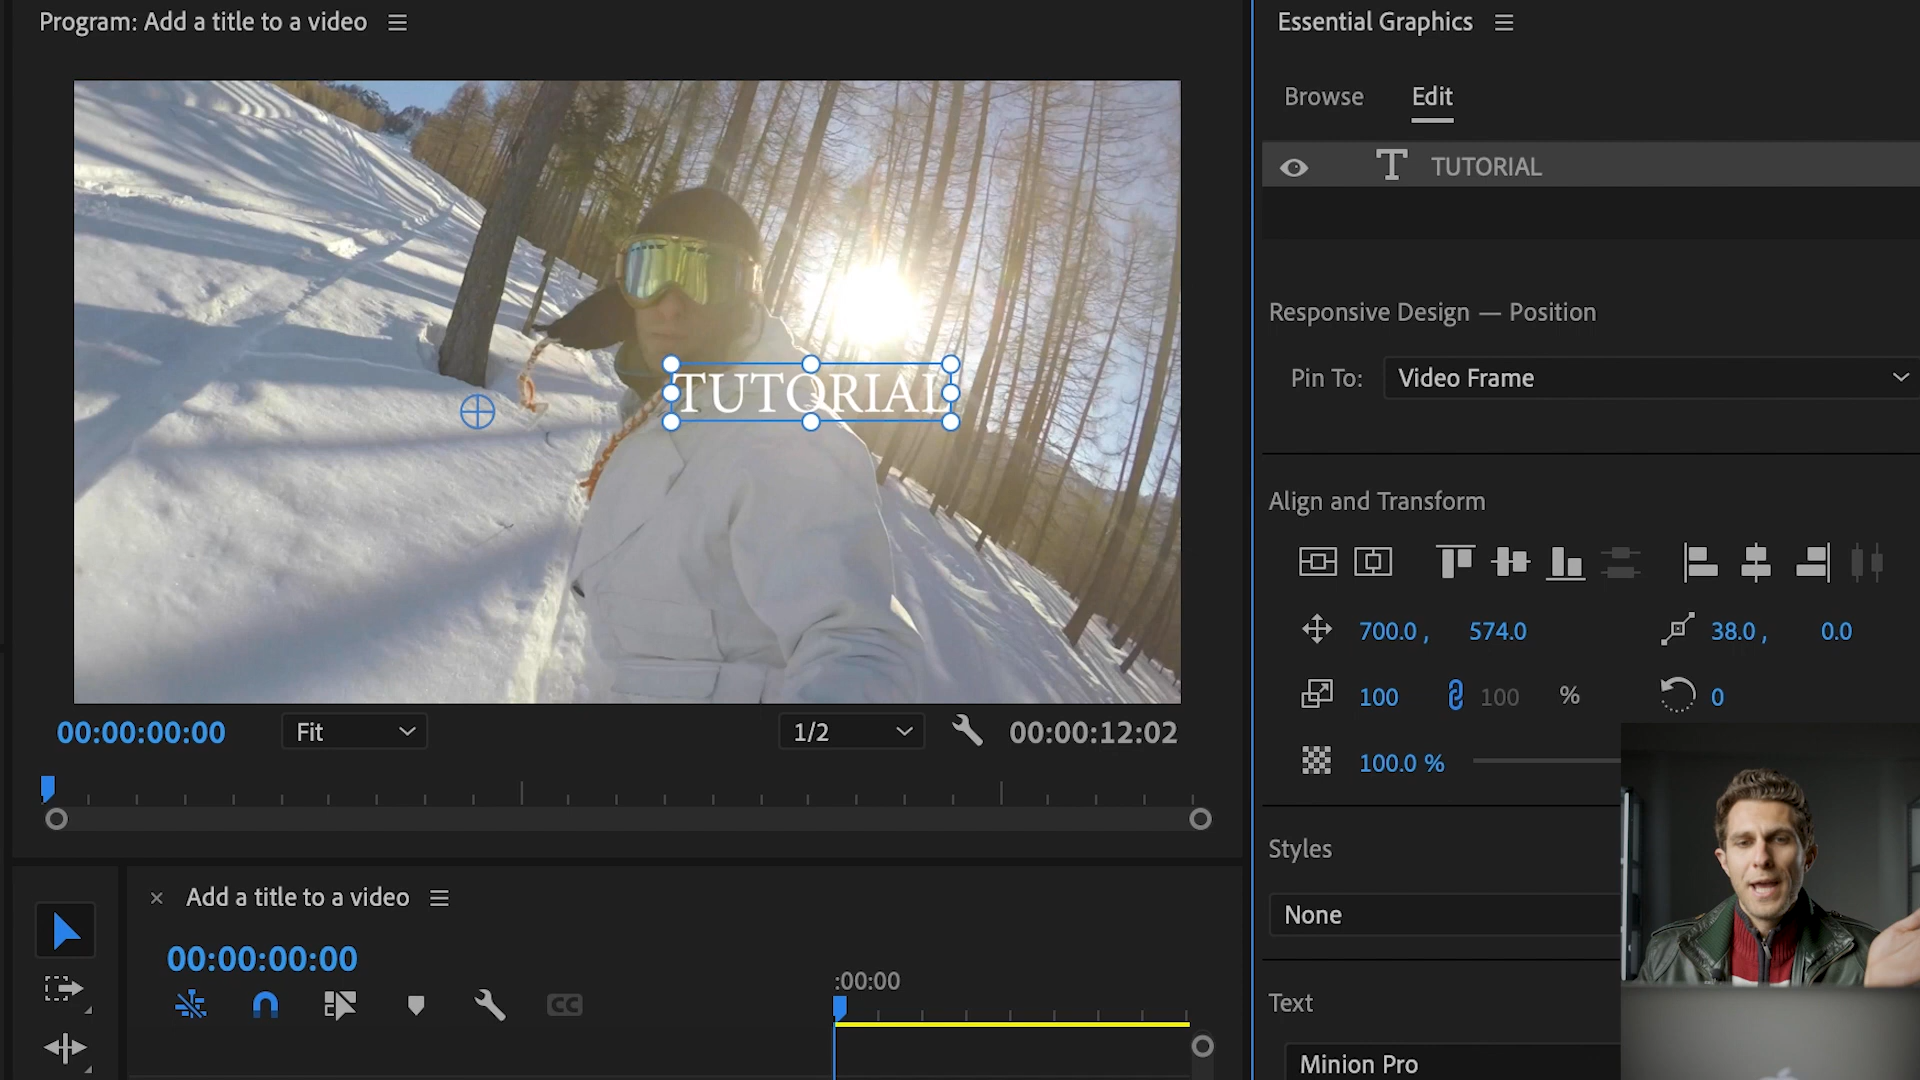 Program: Add a title to a video
TUTORIAL
00:00:00:00
Fit
1/2
00:00:12:02
Add a title to a video
00:00:00:00
:00:00
CC
Essential Graphics
Browse
Edit
T TUTORIAL
Responsive Design — Position
Pin To:
Video Frame
Align and Transform
700.0 , 574.0
38.0 , 0.0
100
100 %
0
100.0 %
Styles
None
Text
Minion Pro